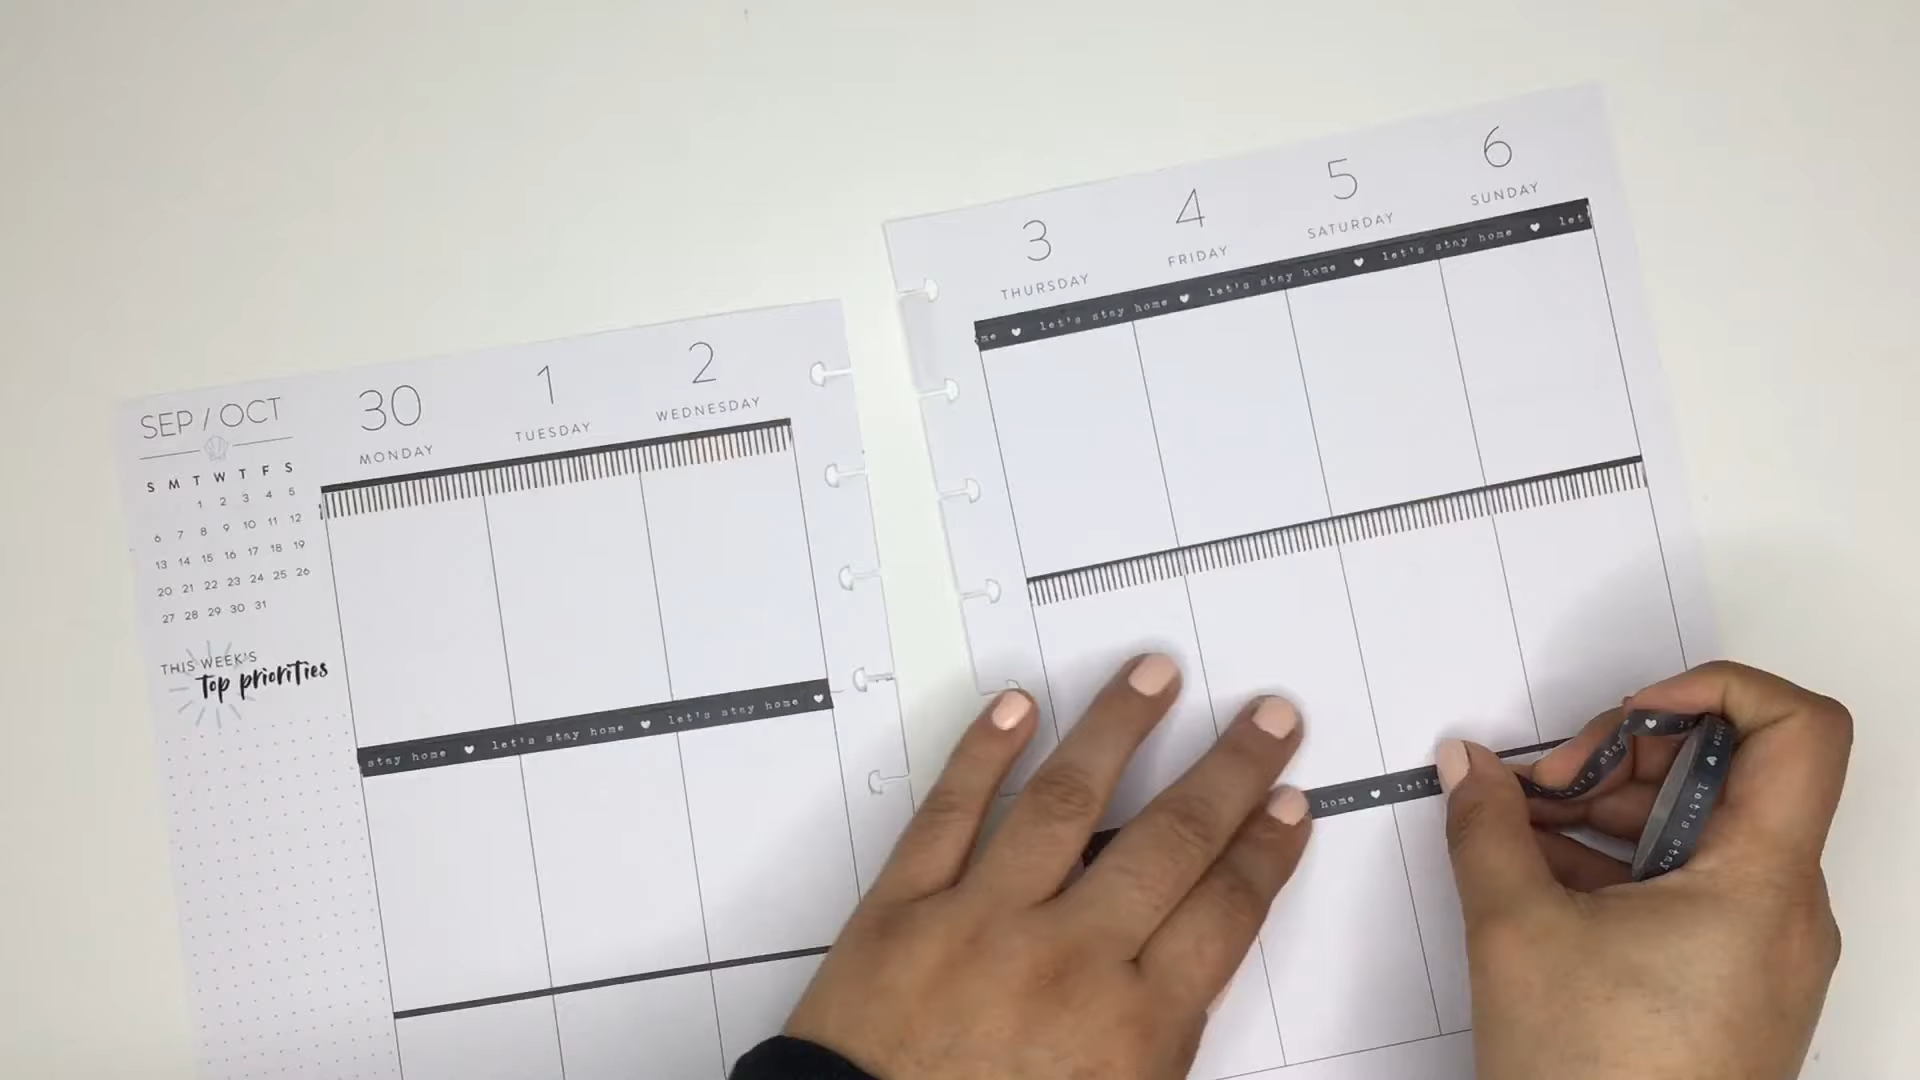 SEP / OCT
S M T W T F S
1 2 3 4 5
6 7 8 9 10 11 12
13 14 15 16 17 18 19
20 21 22 23 24 25 26
27 28 29 30 31
THIS WEEK'S
Top priorities
30
MONDAY
1
TUESDAY
2
WEDNESDAY
stay home ♥ let's stay home ♥ let's stay home ♥
3
THURSDAY
4
FRIDAY
5
SATURDAY
6
SUNDAY
me ♥ let's stay home ♥ let's stay home ♥ let's stay home ♥ let
home ♥ let's
let's stay